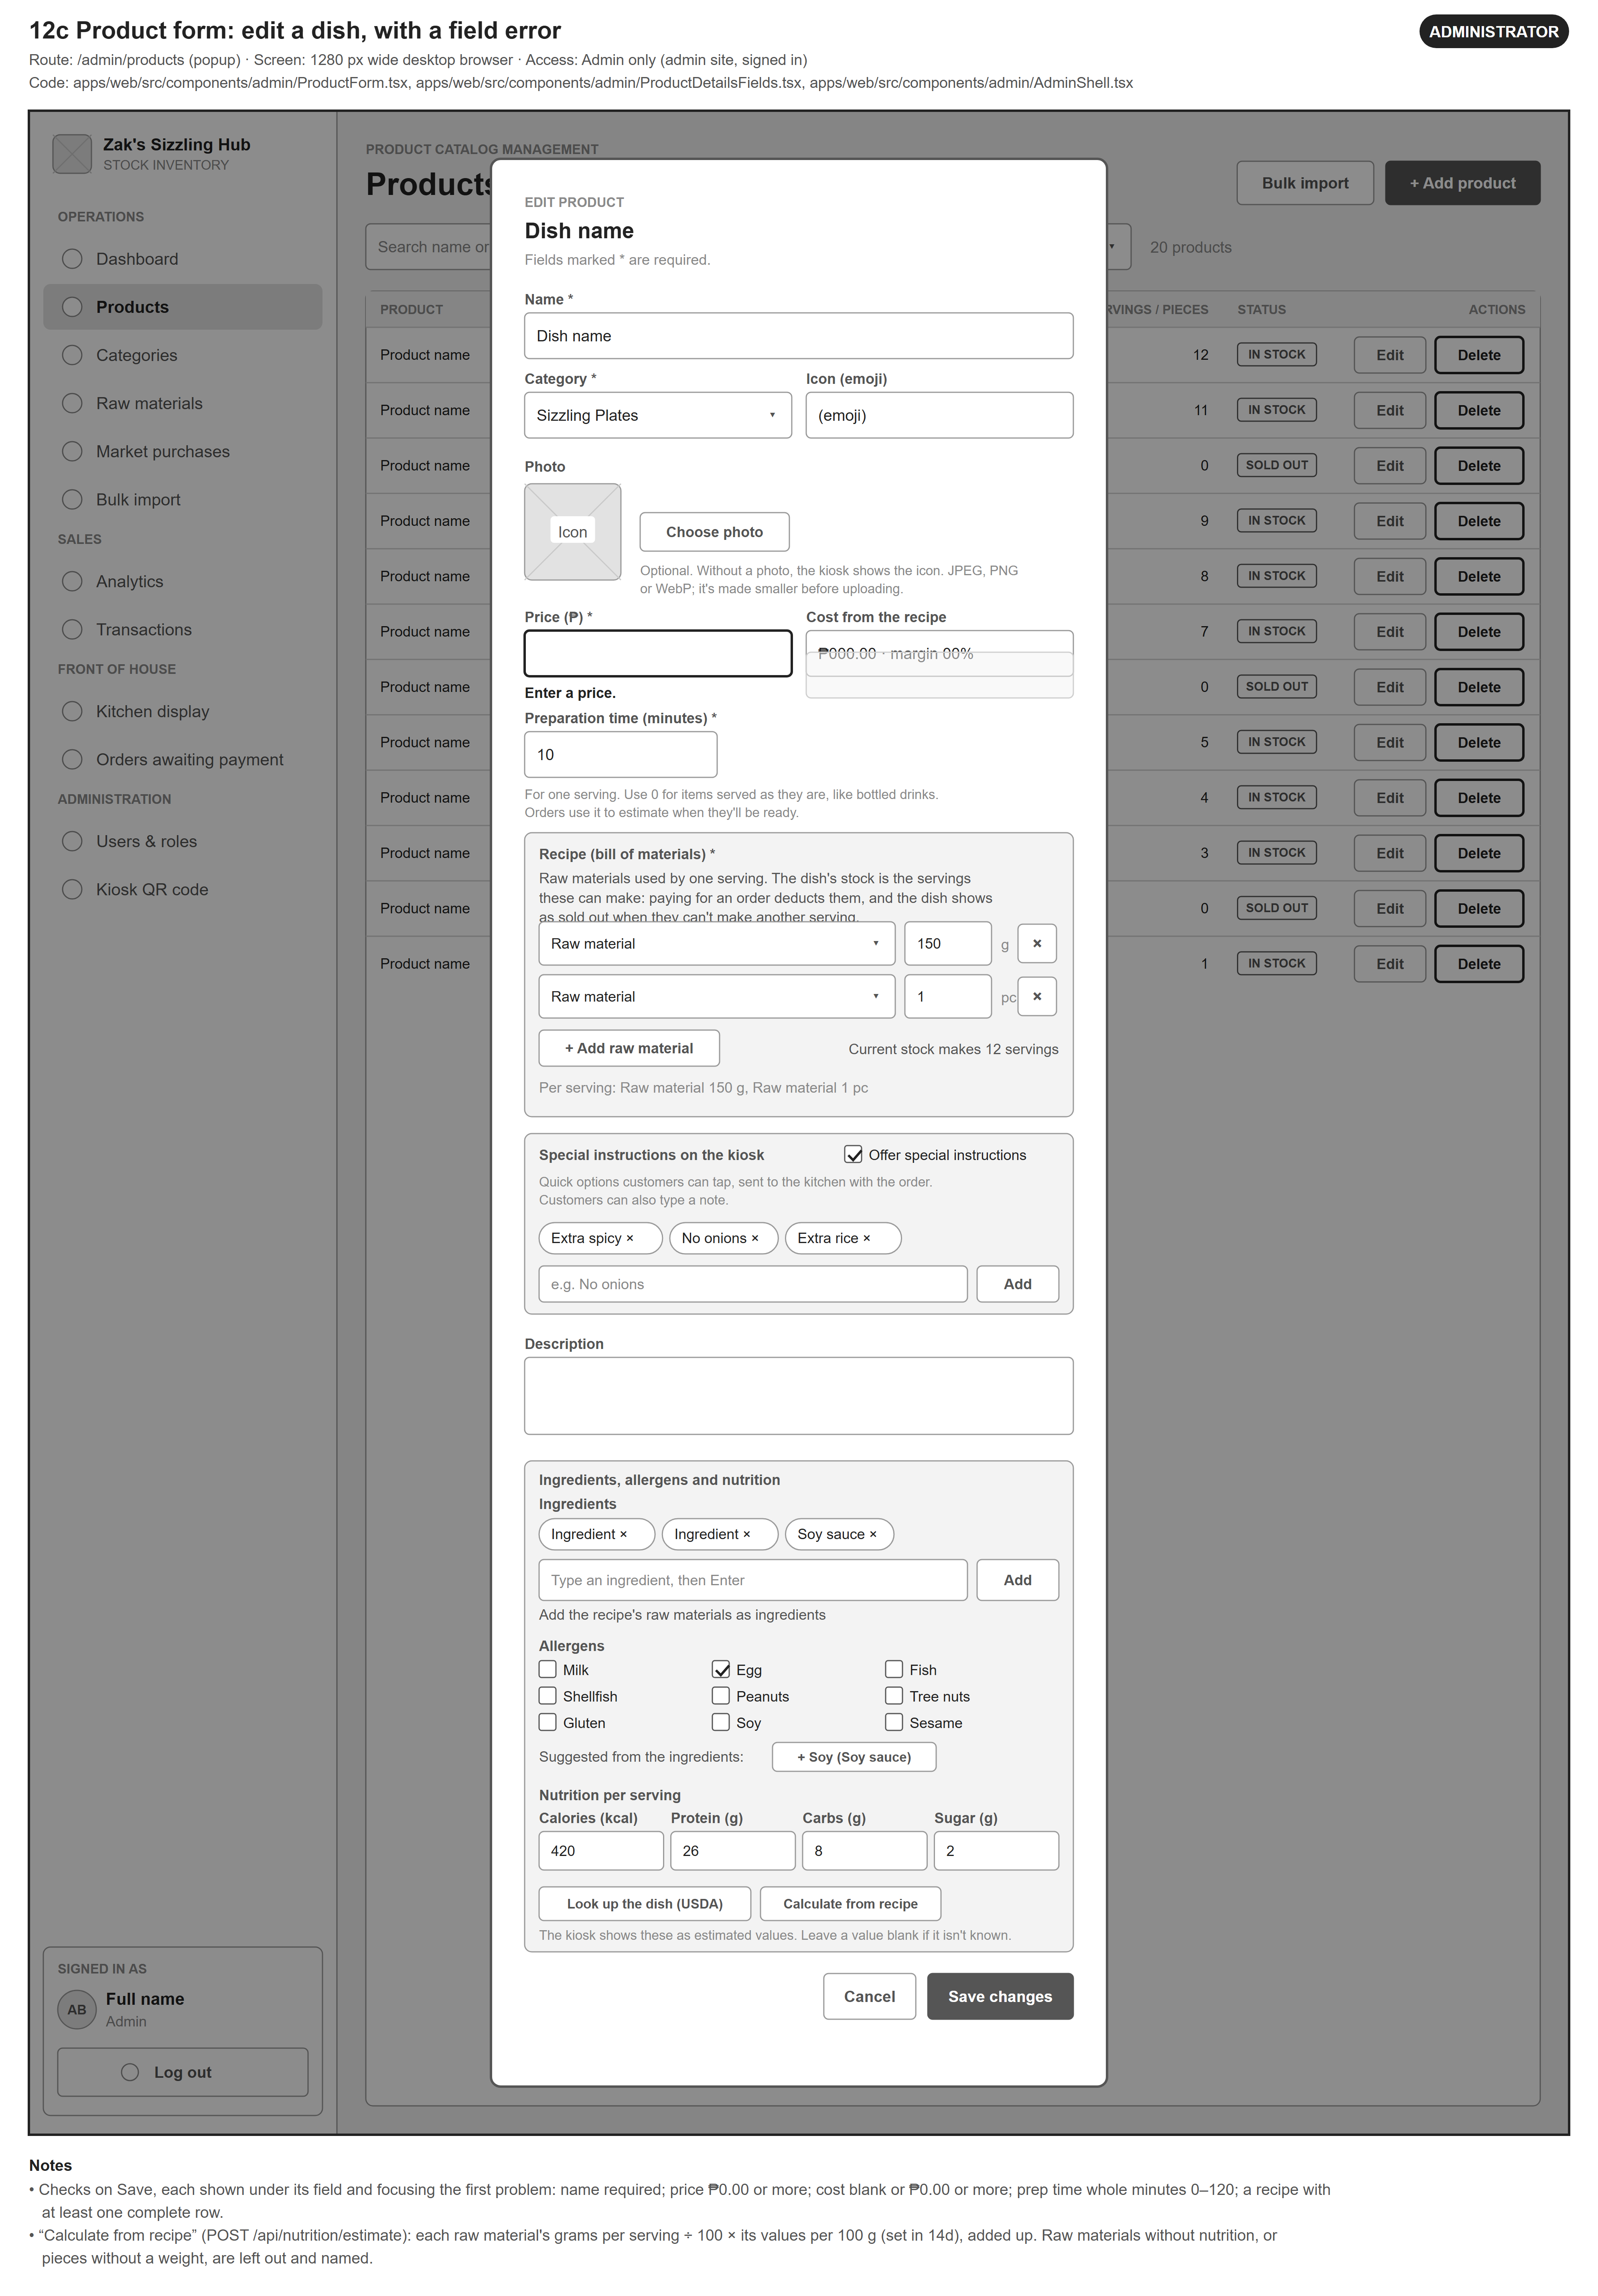 12c Product form: edit a dish, with a field error
ADMINISTRATOR
Route: /admin/products (popup) · Screen: 1280 px wide desktop browser · Access: Admin only (admin site, signed in)
Code: apps/web/src/components/admin/ProductForm.tsx, apps/web/src/components/admin/ProductDetailsFields.tsx, apps/web/src/components/admin/AdminShell.tsx
Zak's Sizzling Hub
STOCK INVENTORY
OPERATIONS
Dashboard
Products
Categories
Raw materials
Market purchases
Bulk import
SALES
Analytics
Transactions
FRONT OF HOUSE
Kitchen display
Orders awaiting payment
ADMINISTRATION
Users & roles
Kiosk QR code
SIGNED IN AS
AB
Full name
Admin
Log out
PRODUCT CATALOG MANAGEMENT
Products
Bulk import
+ Add product
Search name or
▾
20 products
PRODUCT
RVINGS / PIECES
STATUS
ACTIONS
Product name 12 IN STOCK Edit Delete
Product name 11 IN STOCK Edit Delete
Product name 0 SOLD OUT Edit Delete
Product name 9 IN STOCK Edit Delete
Product name 8 IN STOCK Edit Delete
Product name 7 IN STOCK Edit Delete
Product name 0 SOLD OUT Edit Delete
Product name 5 IN STOCK Edit Delete
Product name 4 IN STOCK Edit Delete
Product name 3 IN STOCK Edit Delete
Product name 0 SOLD OUT Edit Delete
Product name 1 IN STOCK Edit Delete
EDIT PRODUCT
Dish name
Fields marked * are required.
Name *
Dish name
Category * Icon (emoji)
Sizzling Plates ▾ (emoji)
Photo
Icon
Choose photo
Optional. Without a photo, the kiosk shows the icon. JPEG, PNG
or WebP; it's made smaller before uploading.
Price (₱) * Cost from the recipe
₱000.00 · margin 00%
Enter a price.
Preparation time (minutes) *
10
For one serving. Use 0 for items served as they are, like bottled drinks.
Orders use it to estimate when they'll be ready.
Recipe (bill of materials) *
Raw materials used by one serving. The dish's stock is the servings
these can make: paying for an order deducts them, and the dish shows
as sold out when they can't make another serving.
Raw material ▾ 150 g ×
Raw material ▾ 1 pc ×
+ Add raw material Current stock makes 12 servings
Per serving: Raw material 150 g, Raw material 1 pc
Special instructions on the kiosk Offer special instructions
Quick options customers can tap, sent to the kitchen with the order.
Customers can also type a note.
Extra spicy × No onions × Extra rice ×
e.g. No onions Add
Description
Ingredients, allergens and nutrition
Ingredients
Ingredient × Ingredient × Soy sauce ×
Type an ingredient, then Enter Add
Add the recipe's raw materials as ingredients
Allergens
Milk Egg Fish
Shellfish Peanuts Tree nuts
Gluten Soy Sesame
Suggested from the ingredients: + Soy (Soy sauce)
Nutrition per serving
Calories (kcal) Protein (g) Carbs (g) Sugar (g)
420 26 8 2
Look up the dish (USDA) Calculate from recipe
The kiosk shows these as estimated values. Leave a value blank if it isn't known.
Cancel Save changes
Notes
• Checks on Save, each shown under its field and focusing the first problem: name required; price ₱0.00 or more; cost blank or ₱0.00 or more; prep time whole minutes 0–120; a recipe with
at least one complete row.
• “Calculate from recipe” (POST /api/nutrition/estimate): each raw material's grams per serving ÷ 100 × its values per 100 g (set in 14d), added up. Raw materials without nutrition, or
pieces without a weight, are left out and named.